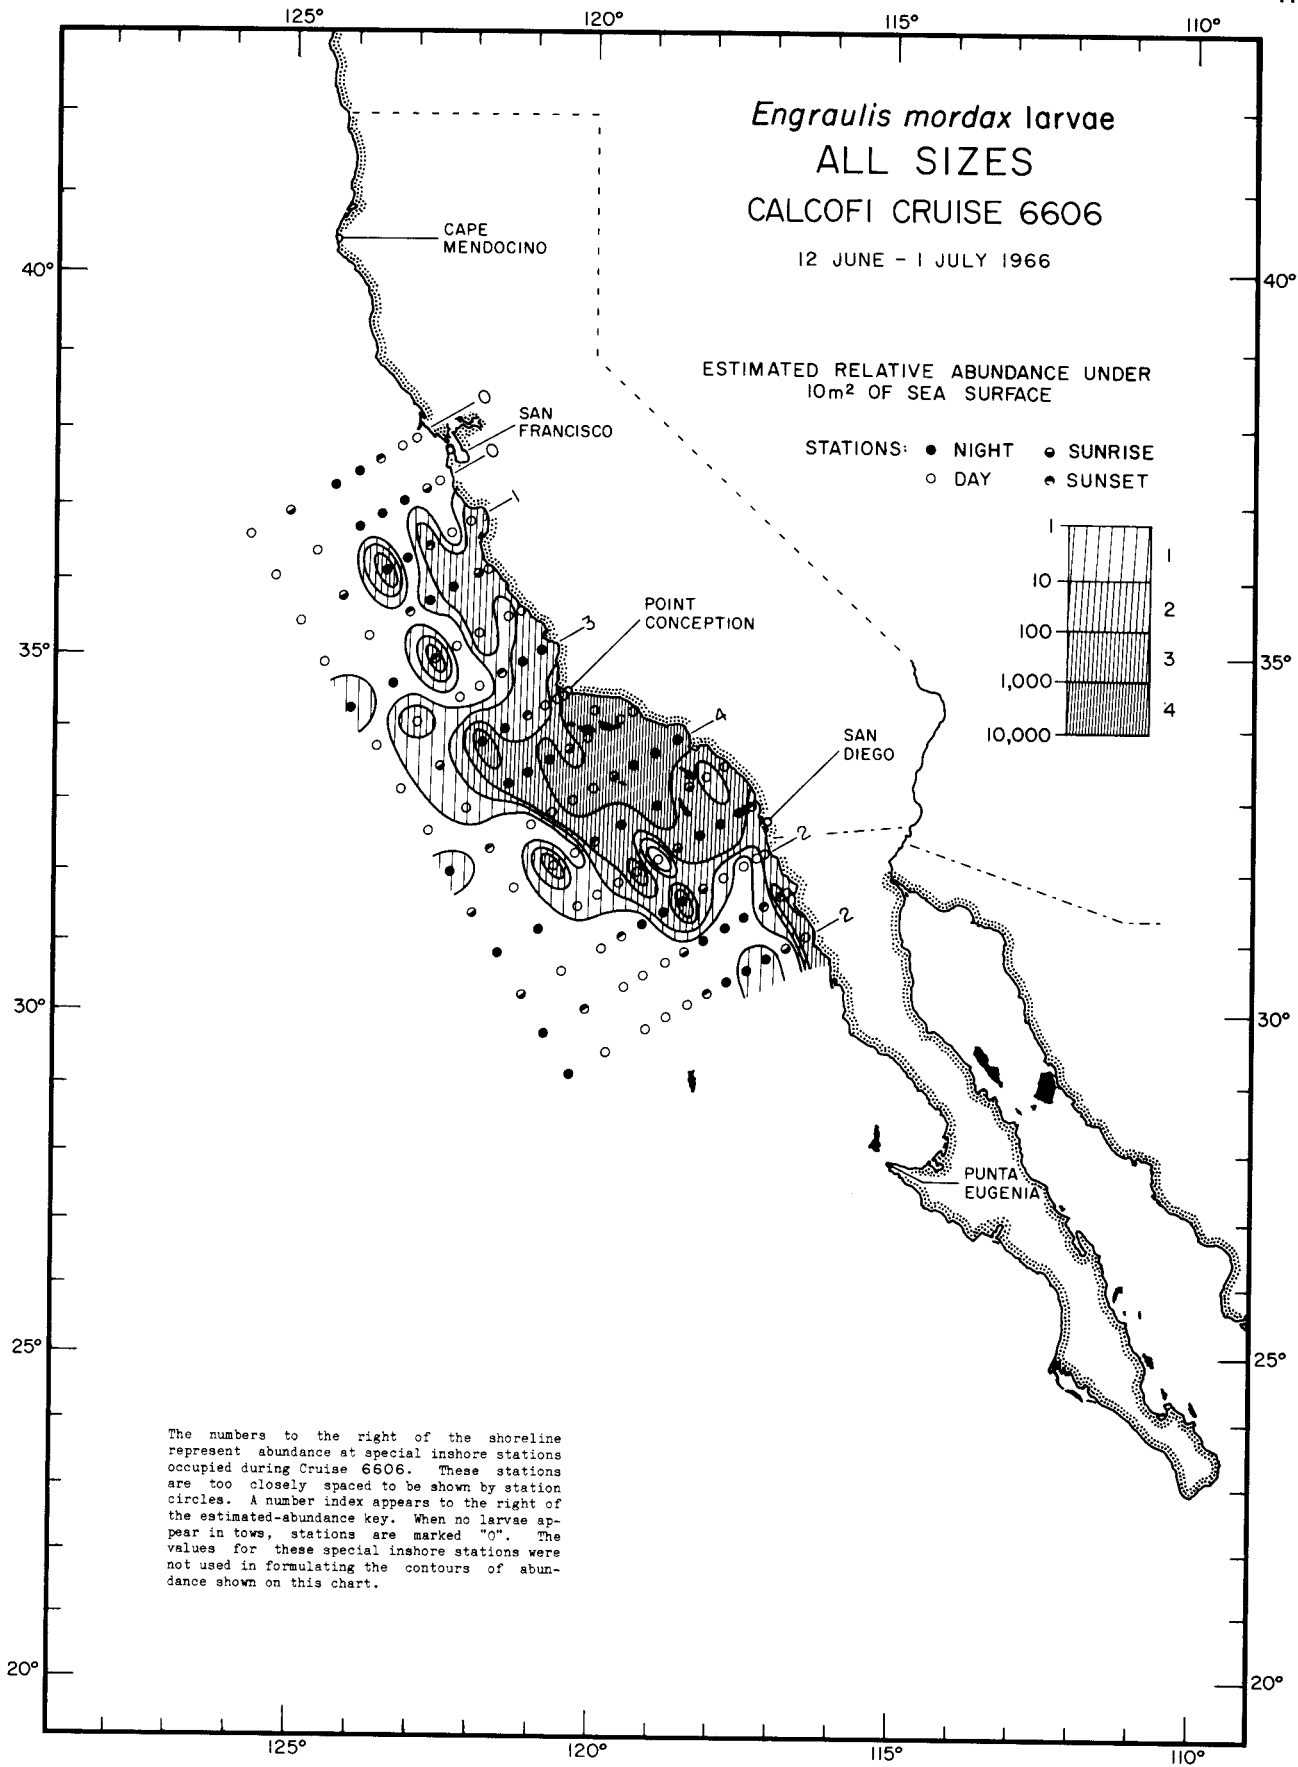 125°
120°
115°
110°
Engraulis mordax larvae
ALL SIZES
CALCOFI CRUISE 6606
12 JUNE – 1 JULY 1966
CAPE
MENDOCINO
40°
40°
ESTIMATED RELATIVE ABUNDANCE UNDER
10m² OF SEA SURFACE
0
SAN
FRANCISCO
0
STATIONS: ● NIGHT SUNRISE
○ DAY SUNSET
1
1
1
10
2
100
3
1,000
4
10,000
POINT
CONCEPTION
3
35°
35°
4
SAN
DIEGO
2
2
30°
30°
PUNTA
EUGENIA
25°
25°
The numbers to the right of the shoreline
represent abundance at special inshore stations
occupied during Cruise 6606. These stations
are too closely spaced to be shown by station
circles. A number index appears to the right of
the estimated-abundance key. When no larvae ap-
pear in tows, stations are marked "0". The
values for these special inshore stations were
not used in formulating the contours of abun-
dance shown on this chart.
20°
20°
125°
120°
115°
110°